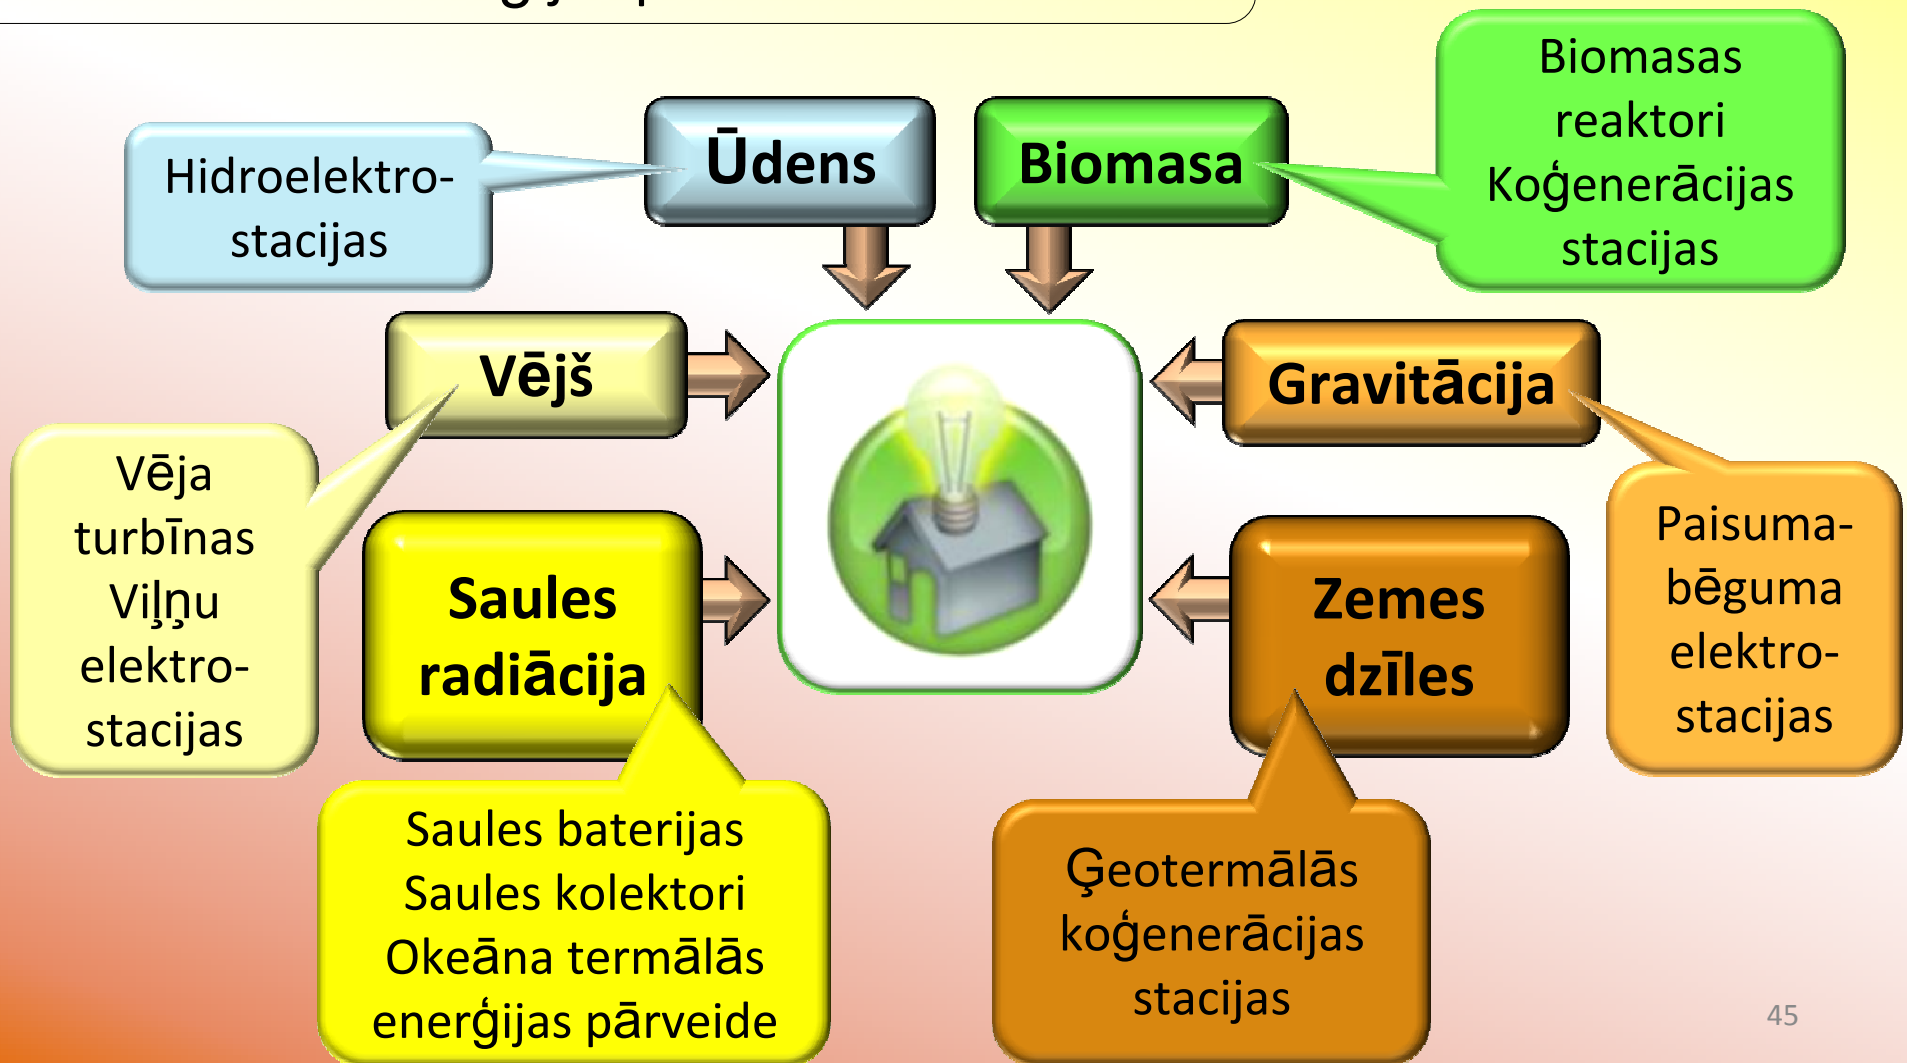 Biomasas
reaktori
Koģenerācijas
stacijas
Ūdens
Biomasa
Hidroelektro-
stacijas
Vējš
Gravitācija
Vēja
turbīnas
Viļņu
elektro-
stacijas
Saules
radiācija
Zemes
dzīles
Paisuma-
bēguma
elektro-
stacijas
Saules baterijas
Saules kolektori
Okeāna termālās
enerģijas pārveide
Ģeotermālās
koģenerācijas
stacijas
45